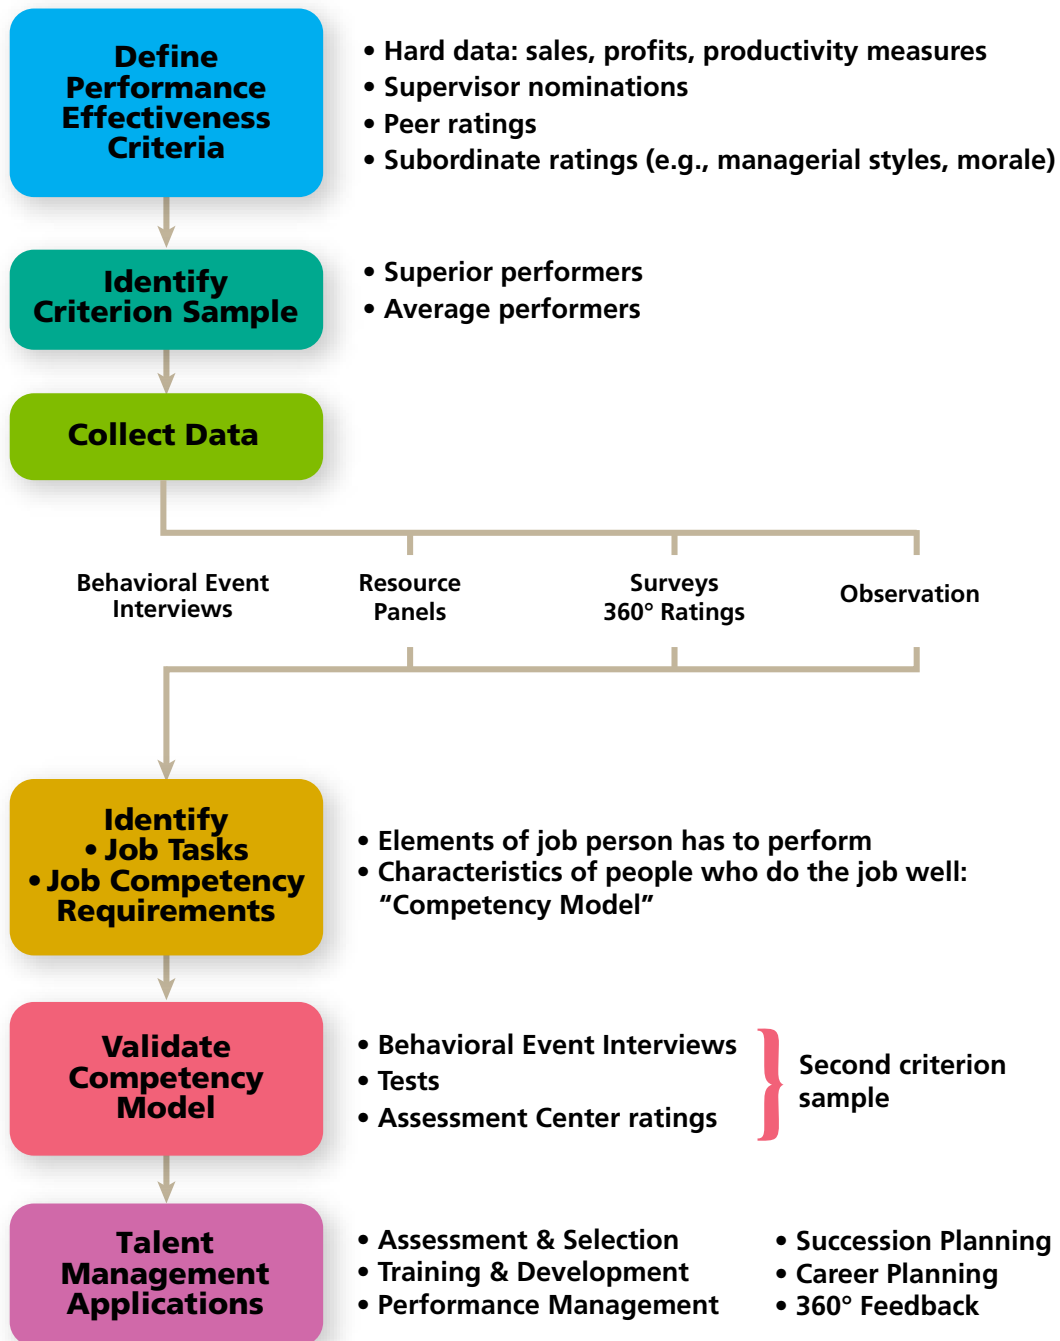 Define
Performance
Effectiveness
Criteria
• Hard data: sales, profits, productivity measures
• Supervisor nominations
• Peer ratings
• Subordinate ratings (e.g., managerial styles, morale)
Identify
Criterion Sample
• Superior performers
• Average performers
Collect Data
Behavioral Event
Interviews
Resource
Panels
Surveys
360° Ratings
Observation
Identify
• Job Tasks
• Job Competency
Requirements
• Elements of job person has to perform
• Characteristics of people who do the job well:
"Competency Model"
Validate
Competency
Model
• Behavioral Event Interviews
• Tests
• Assessment Center ratings
Second criterion
sample
Talent
Management
Applications
• Assessment & Selection
• Training & Development
• Performance Management
• Succession Planning
• Career Planning
• 360° Feedback